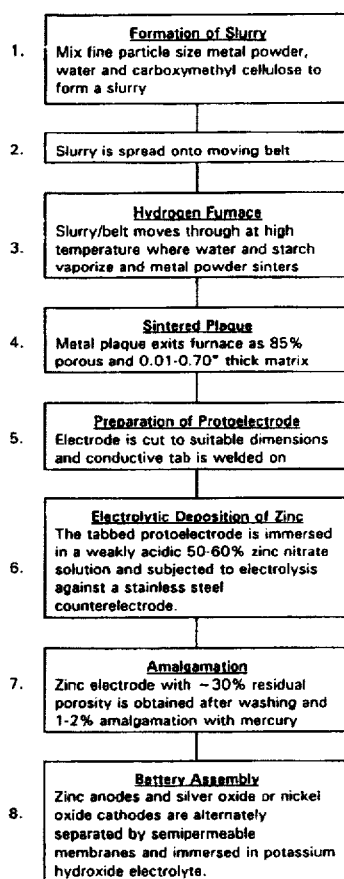 Formation of Slurry
1. Mix fine particle size metal powder,
water and carboxymethyl cellulose to
form a slurry
2. Slurry is spread onto moving belt
Hydrogen Furnace
Slurry/belt moves through at high
3. temperature where water and starch
vaporize and metal powder sinters
Sintered Plaque
4. Metal plaque exits furnace as 85%
porous and 0.01-0.70" thick matrix
Preparation of Protoelectrode
5. Electrode is cut to suitable dimensions
and conductive tab is welded on
Electrolytic Deposition of Zinc
The tabbed protoelectrode is immersed
in a weakly acidic 50-60% zinc nitrate
6. solution and subjected to electrolysis
against a stainless steel
counterelectrode.
Amalgamation
7. Zinc electrode with ~30% residual
porosity is obtained after washing and
1-2% amalgamation with mercury
Battery Assembly
Zinc anodes and silver oxide or nickel
oxide cathodes are alternately
8. separated by semipermeable
membranes and immersed in potassium
hydroxide electrolyte.